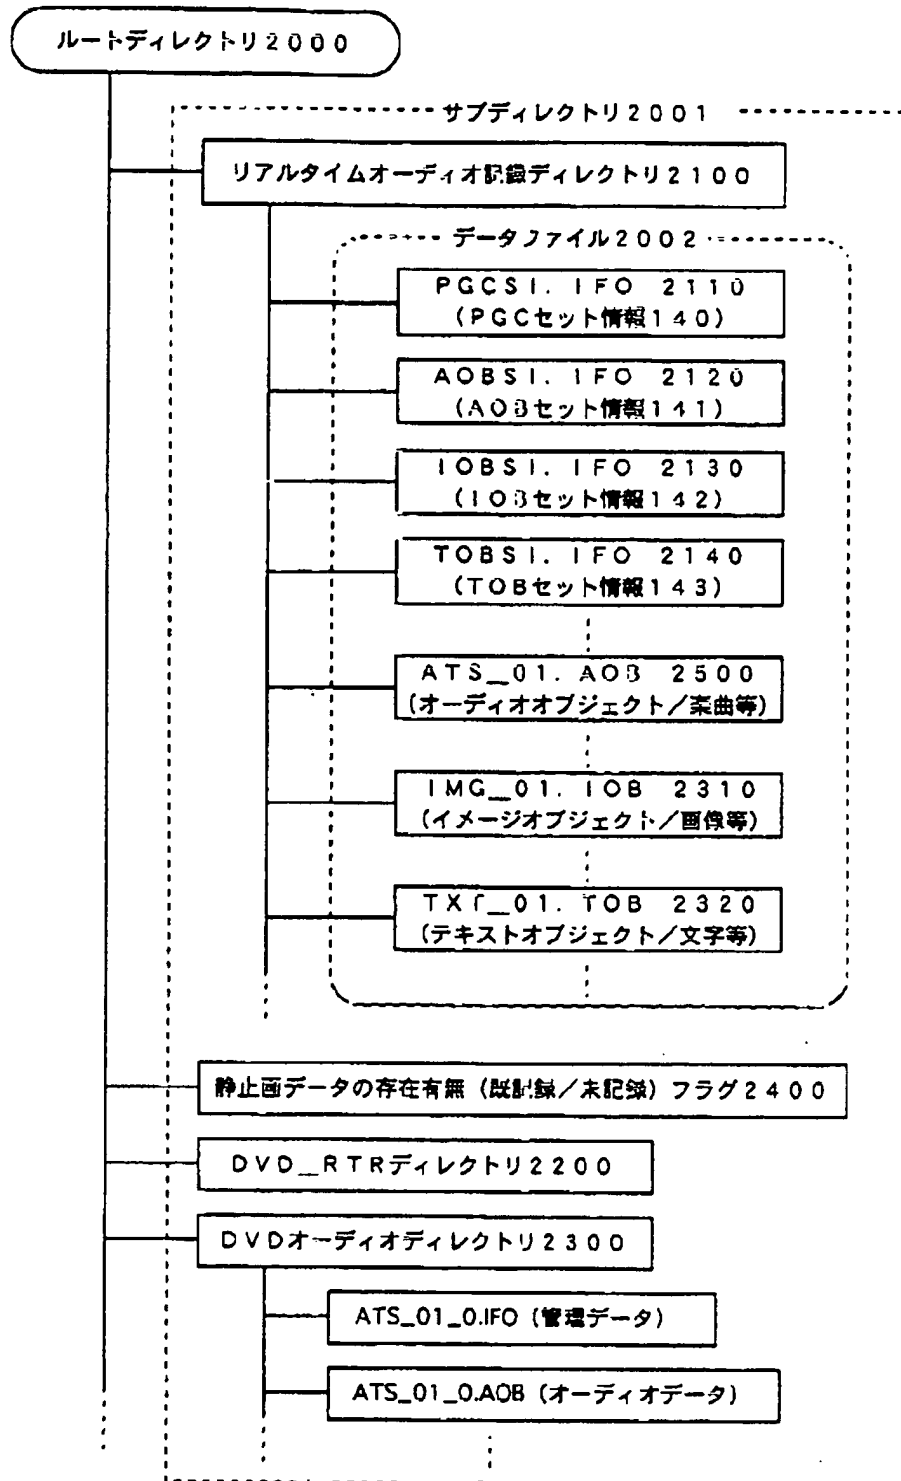 ルートディレクトリ2000
サブディレクトリ2001
リアルタイムオーディオ記録ディレクトリ2100
データファイル2002
PGCSI. IFO 2110
(PGCセット情報140)
AOBSI. IFO 2120
(AOBセット情報141)
IOBSI. IFO 2130
(IOBセット情報142)
TOBSI. IFO 2140
(TOBセット情報143)
ATS_01. AOB 2500
(オーディオオブジェクト/楽曲等)
IMG_01. IOB 2310
(イメージオブジェクト/画像等)
TXT_01. TOB 2320
(テキストオブジェクト/文字等)
静止画データの存在有無(既記録/未記録)フラグ2400
DVD_RTRディレクトリ2200
DVDオーディオディレクトリ2300
ATS_01_0.IFO(管理データ)
ATS_01_0.AOB(オーディオデータ)